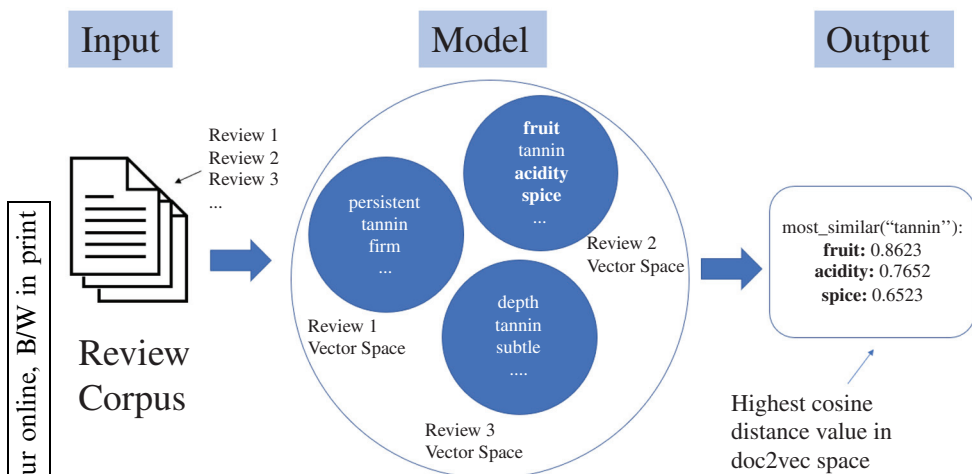 Input
Model
Output
Review 1
Review 2
Review 3
...
Review
Corpus
persistent
tannin
firm
...
Review 1
Vector Space
fruit
tannin
acidity
spice
...
Review 2
Vector Space
depth
tannin
subtle
....
Review 3
Vector Space
most_similar(“tannin”):
fruit: 0.8623
acidity: 0.7652
spice: 0.6523
Highest cosine
distance value in
doc2vec space
ur online, B/W in print